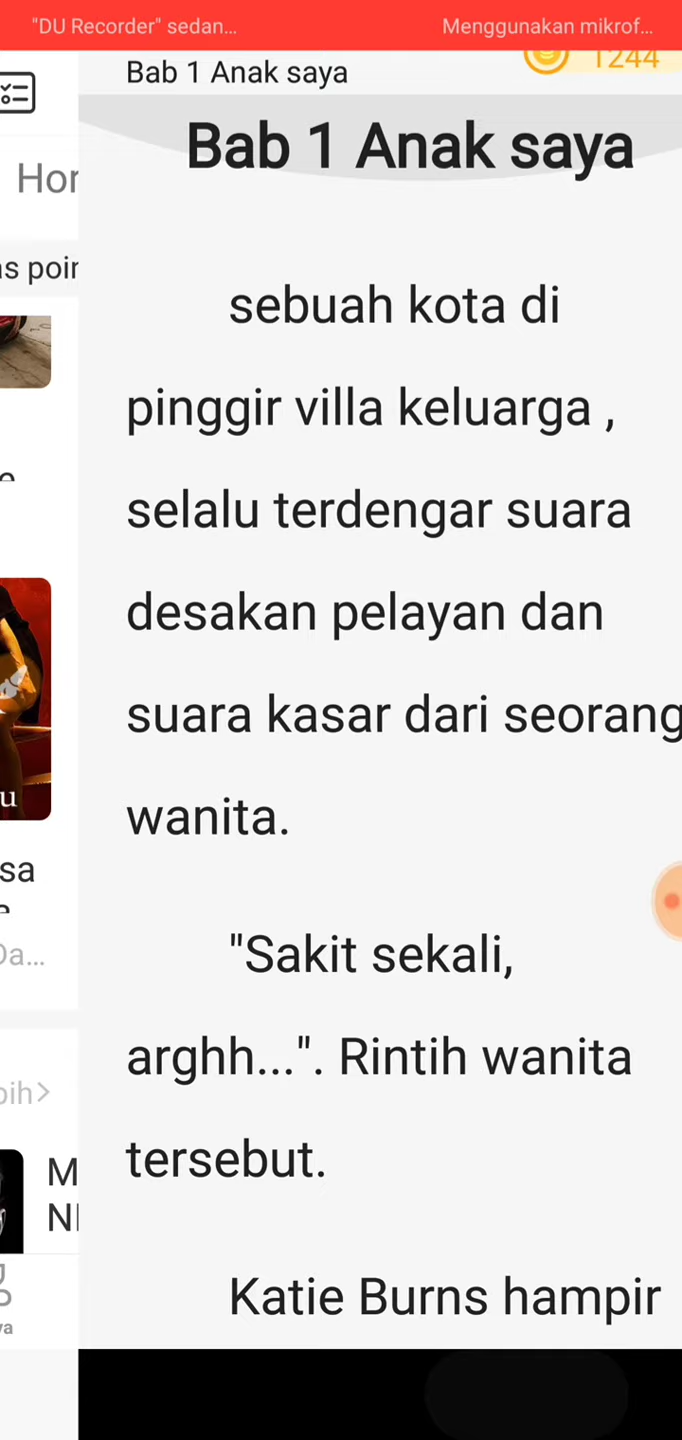 "DU Recorder" sedan...
Menggunakan mikrof...
Bab 1 Anak saya
1244
Bab 1 Anak saya
sebuah kota di
pinggir villa keluarga ,
selalu terdengar suara
desakan pelayan dan
suara kasar dari seorang
wanita.
"Sakit sekali,
arghh...". Rintih wanita
tersebut.
Katie Burns hampir